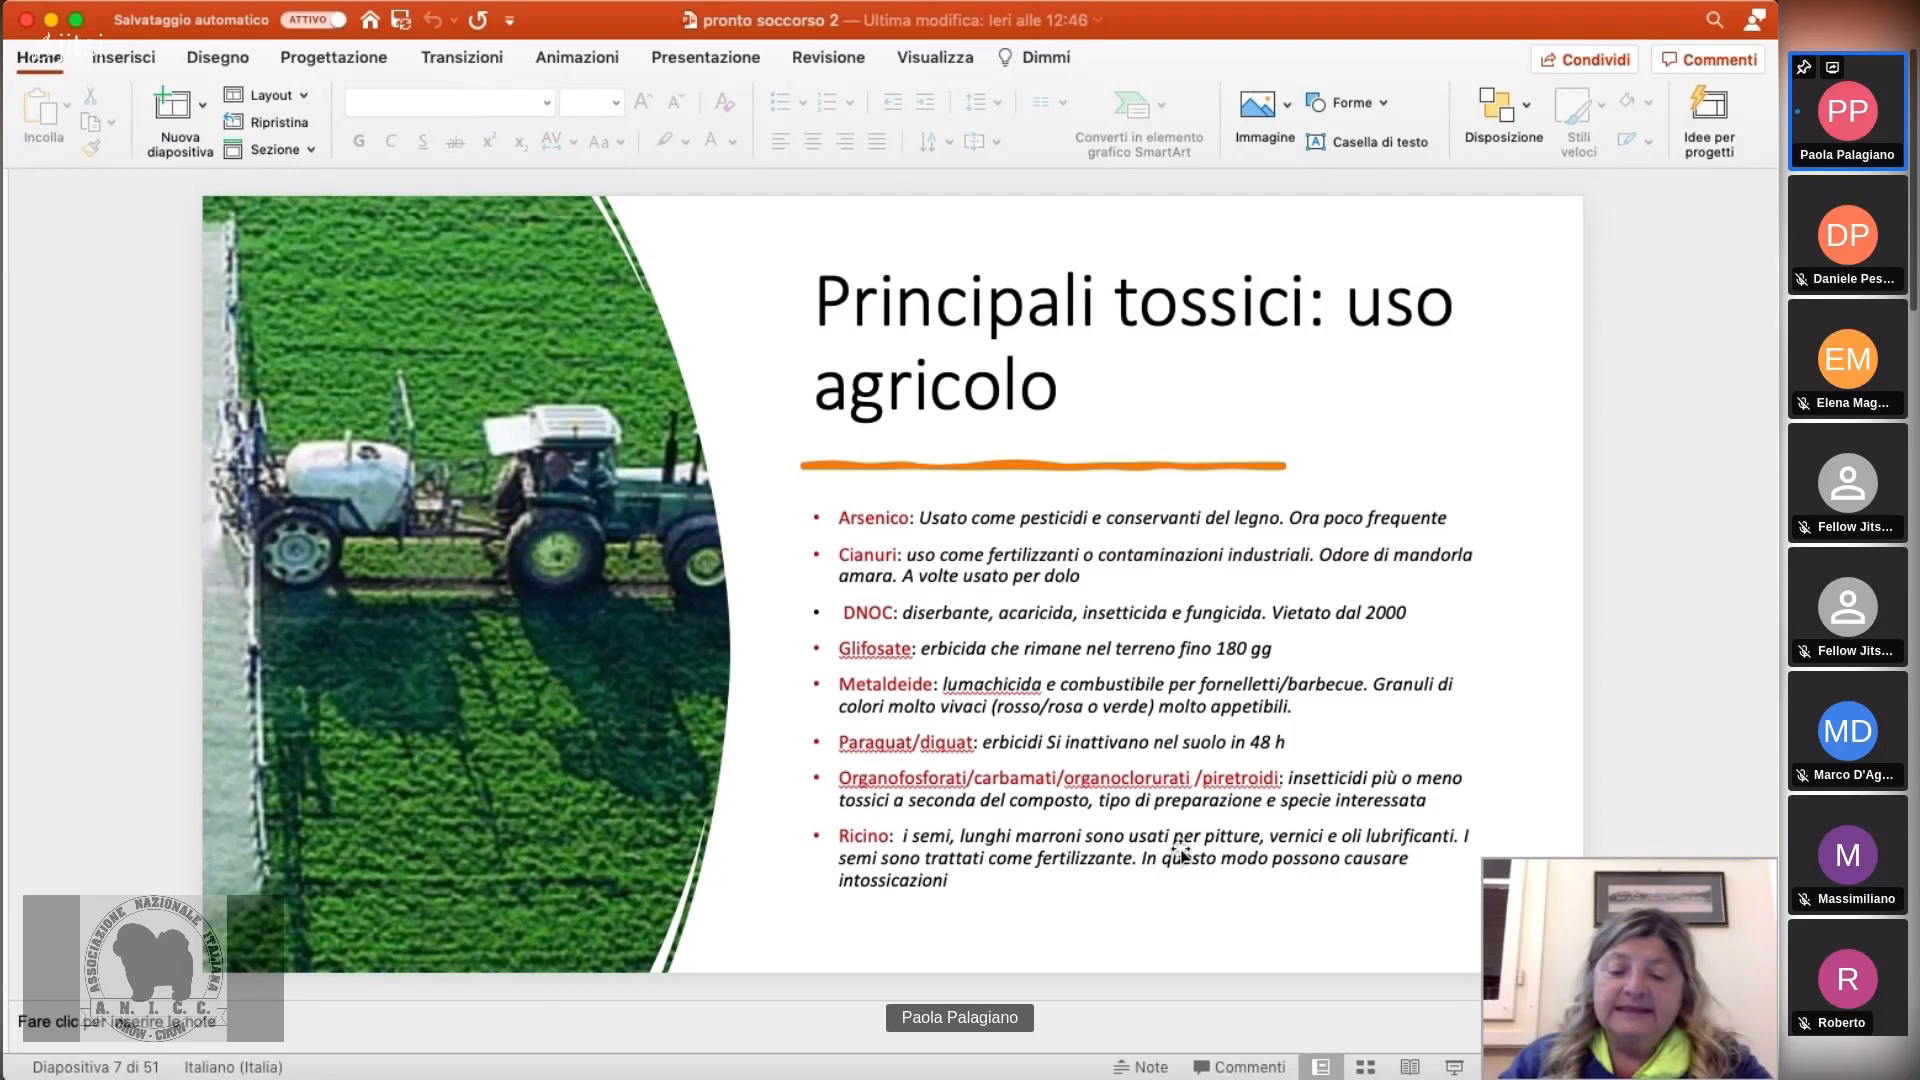 Salvataggio automatico ATTIVO
pronto soccorso 2 — Ultima modifica: Ieri alle 12:46
jitsi
Home Inserisci Disegno Progettazione Transizioni Animazioni Presentazione Revisione Visualizza Dimmi
Condividi Commenti
Incolla
Nuova
diapositiva
Layout
Ripristina
Sezione
G C S ab x² x₂ AV Aa A
Converti in elemento
grafico SmartArt
Immagine
Forme
Casella di testo
Disposizione
Stili
veloci
Idee per
progetti
Principali tossici: uso
agricolo
• Arsenico: Usato come pesticidi e conservanti del legno. Ora poco frequente
• Cianuri: uso come fertilizzanti o contaminazioni industriali. Odore di mandorla
amara. A volte usato per dolo
• DNOC: diserbante, acaricida, insetticida e fungicida. Vietato dal 2000
• Glifosate: erbicida che rimane nel terreno fino 180 gg
• Metaldeide: lumachicida e combustibile per fornelletti/barbecue. Granuli di
colori molto vivaci (rosso/rosa o verde) molto appetibili.
• Paraquat/diquat: erbicidi Si inattivano nel suolo in 48 h
• Organofosforati/carbamati/organoclorurati /piretroidi: insetticidi più o meno
tossici a seconda del composto, tipo di preparazione e specie interessata
• Ricino: i semi, lunghi marroni sono usati per pitture, vernici e oli lubrificanti. I
semi sono trattati come fertilizzante. In questo modo possono causare
intossicazioni
ASSOCIAZIONE NAZIONALE ITALIANA
A. N. I. C. C.
CHOW - CHOW
Fare clic per inserire le note
Paola Palagiano
Diapositiva 7 di 51 Italiano (Italia)
Note Commenti
PP
Paola Palagiano
DP
Daniele Pes...
EM
Elena Mag...
Fellow Jits...
Fellow Jits...
MD
Marco D'Ag...
M
Massimiliano
R
Roberto